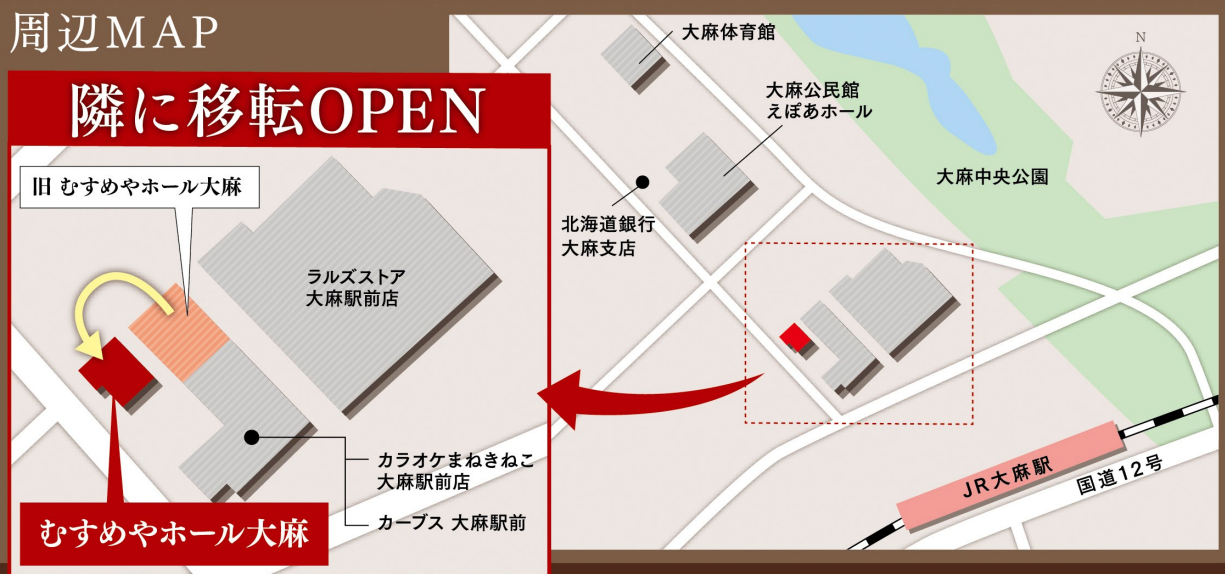 周辺MAP
隣に移転OPEN
旧 むすめやホール大麻
ラルズストア
大麻駅前店
カラオケまねきねこ
大麻駅前店
カーブス 大麻駅前
むすめやホール大麻
大麻体育館
大麻公民館
えぽあホール
北海道銀行
大麻支店
大麻中央公園
N
JR大麻駅
国道12号